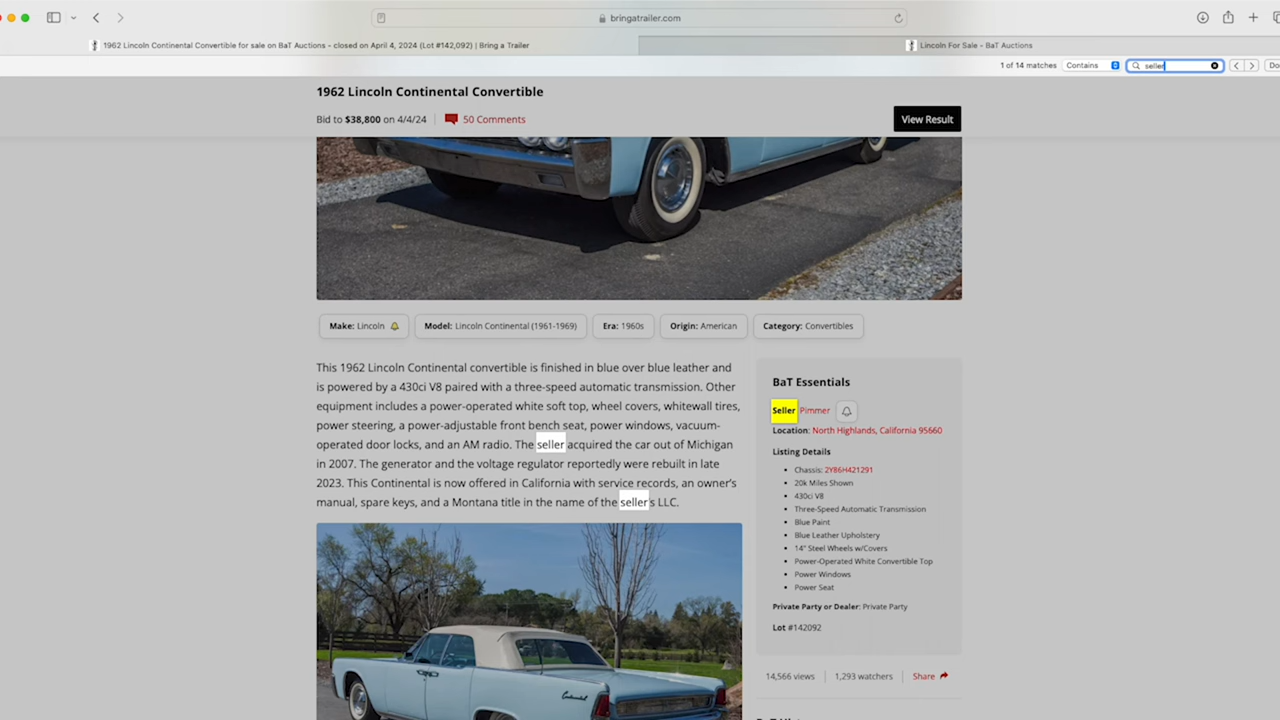 bringatrailer.com
1962 Lincoln Continental Convertible for sale on BaT Auctions - closed on April 4, 2024 (Lot #142,092) | Bring a Trailer
Lincoln For Sale - BaT Auctions
1 of 14 matches
Contains
seller
1962 Lincoln Continental Convertible
Bid to $38,800 on 4/4/24
50 Comments
View Result
Make: Lincoln
Model: Lincoln Continental (1961-1969)
Era: 1960s
Origin: American
Category: Convertibles
This 1962 Lincoln Continental convertible is finished in blue over blue leather and
is powered by a 430ci V8 paired with a three-speed automatic transmission. Other
equipment includes a power-operated white soft top, wheel covers, whitewall tires,
power steering, a power-adjustable front bench seat, power windows, vacuum-
operated door locks, and an AM radio. The seller acquired the car out of Michigan
in 2007. The generator and the voltage regulator reportedly were rebuilt in late
2023. This Continental is now offered in California with service records, an owner's
manual, spare keys, and a Montana title in the name of the seller's LLC.
BaT Essentials
Seller Pimmer
Location: North Highlands, California 95660
Listing Details
Chassis: 2Y86H421291
20k Miles Shown
430ci V8
Three-Speed Automatic Transmission
Blue Paint
Blue Leather Upholstery
14" Steel Wheels w/Covers
Power-Operated White Convertible Top
Power Windows
Power Seat
Private Party or Dealer: Private Party
Lot #142092
14,566 views
1,293 watchers
Share
Continental